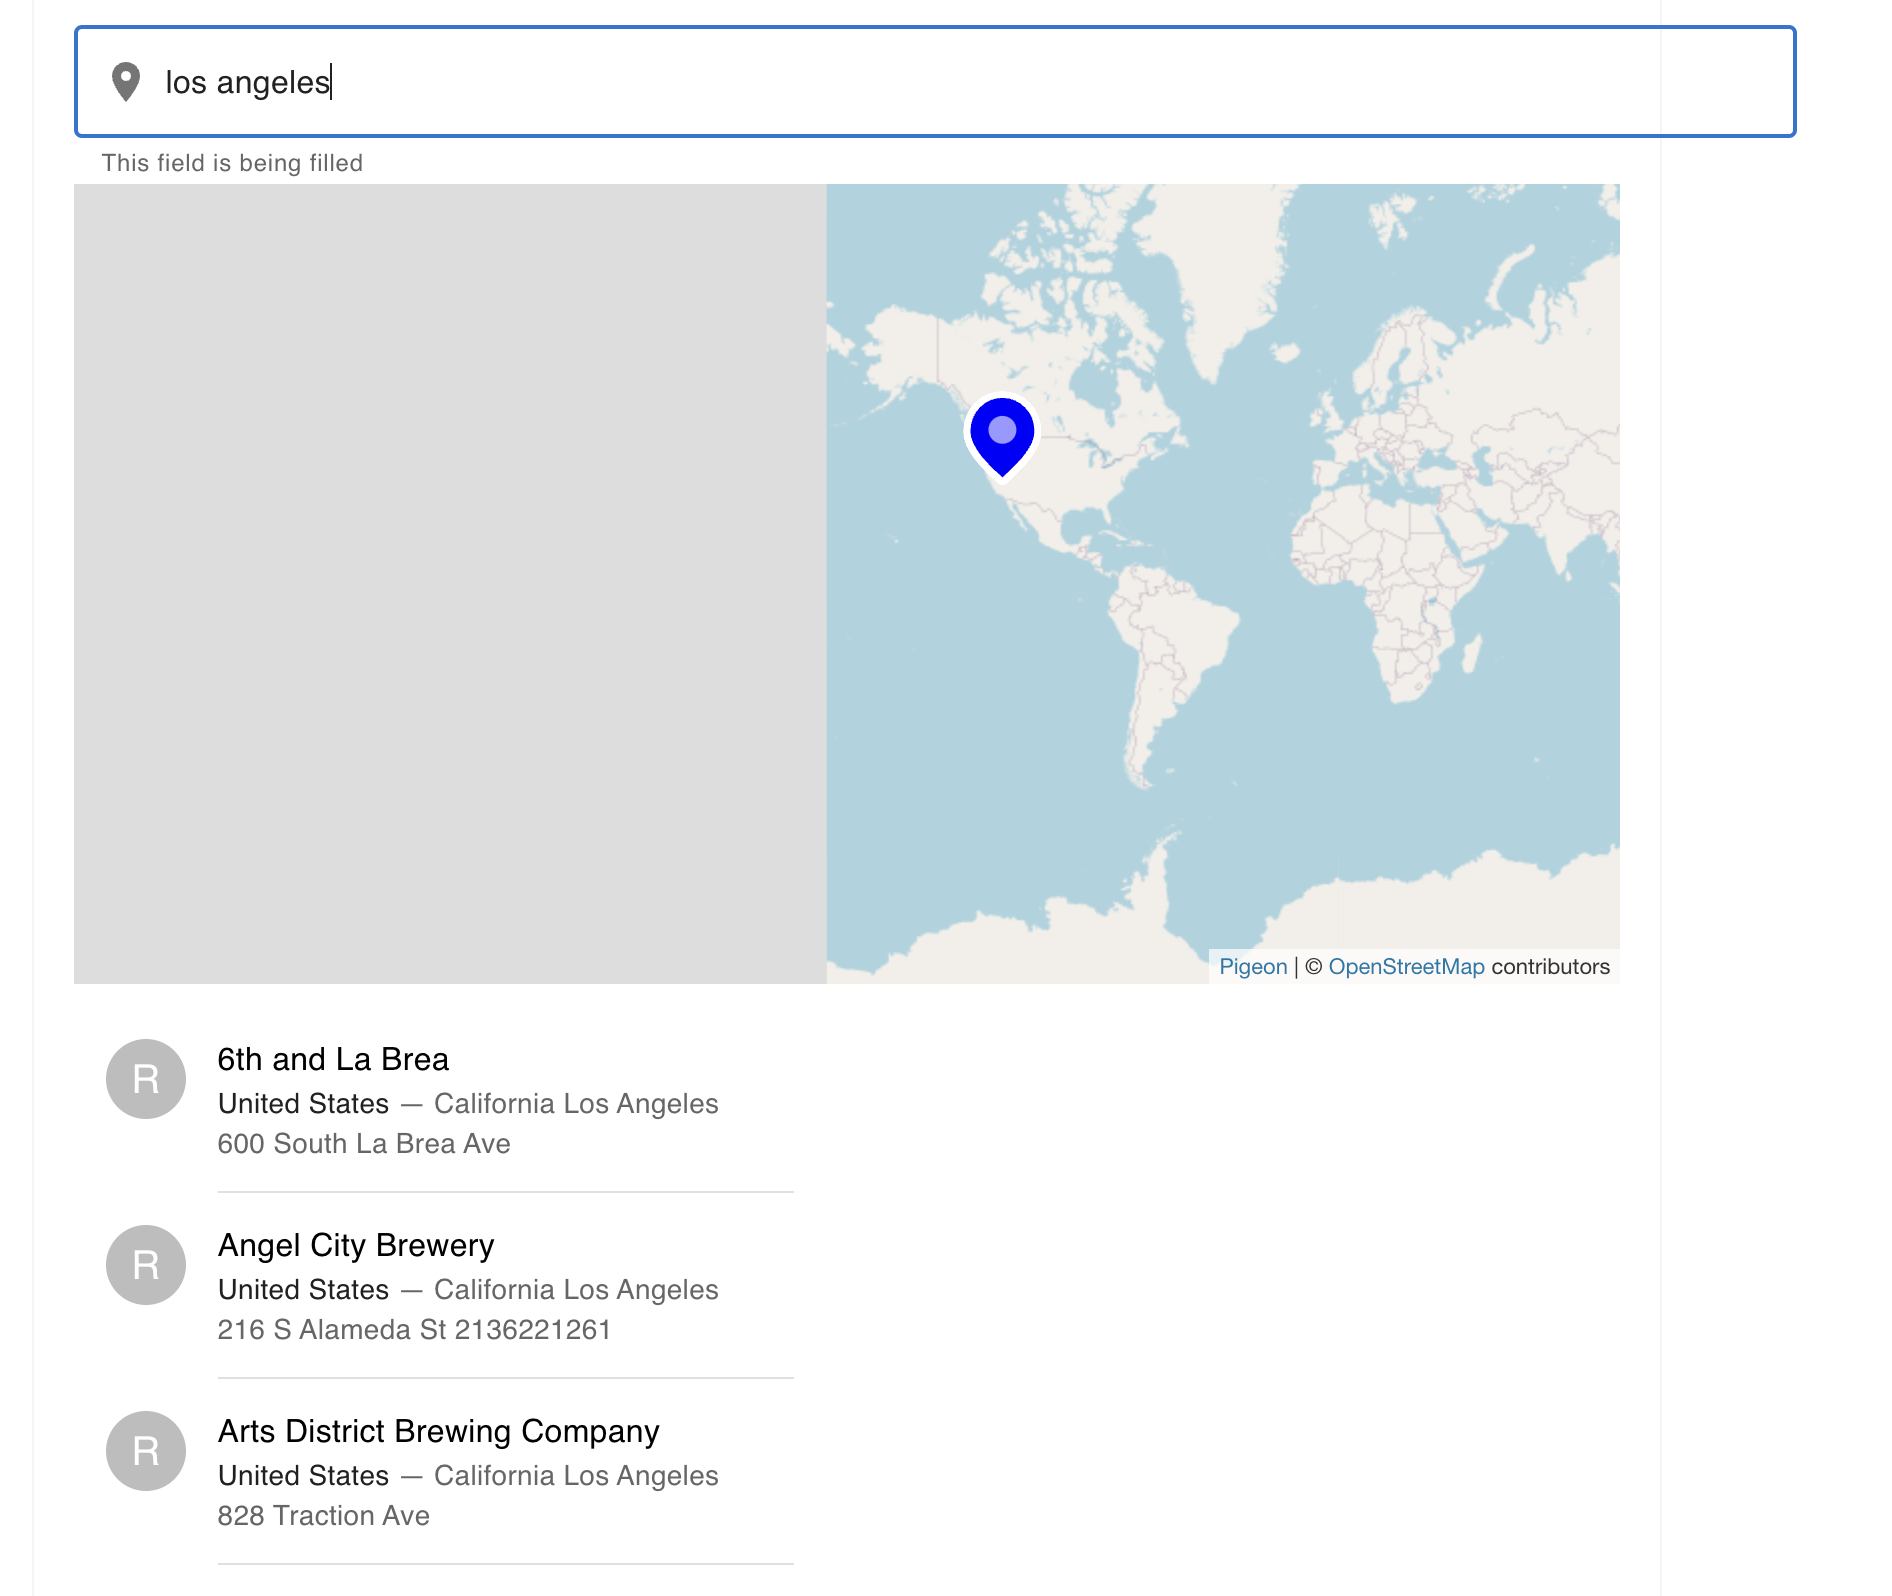 los angeles
This field is being filled
Pigeon | © OpenStreetMap contributors
R
6th and La Brea
United States — California Los Angeles
600 South La Brea Ave
R
Angel City Brewery
United States — California Los Angeles
216 S Alameda St 2136221261
R
Arts District Brewing Company
United States — California Los Angeles
828 Traction Ave